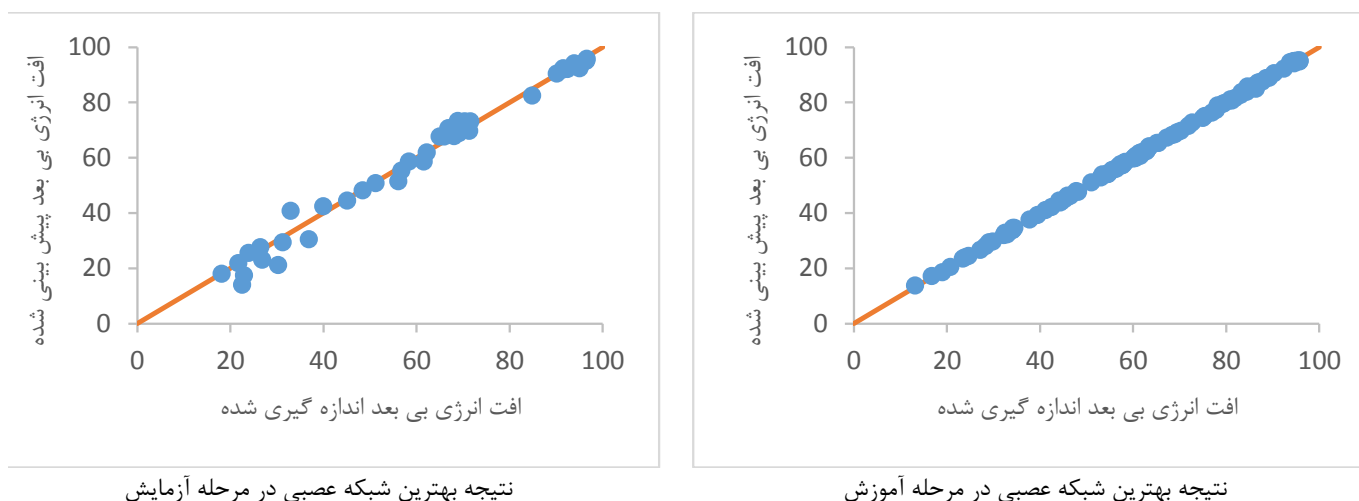 افت انرژی بی بعد پیش بینی شده
100
80
60
40
20
0
0 20 40 60 80 100
افت انرژی بی بعد اندازه گیری شده
نتیجه بهترین شبکه عصبی در مرحله آموزش
افت انرژی بی بعد پیش بینی شده
100
80
60
40
20
0
0 20 40 60 80 100
افت انرژی بی بعد اندازه گیری شده
نتیجه بهترین شبکه عصبی در مرحله آزمایش